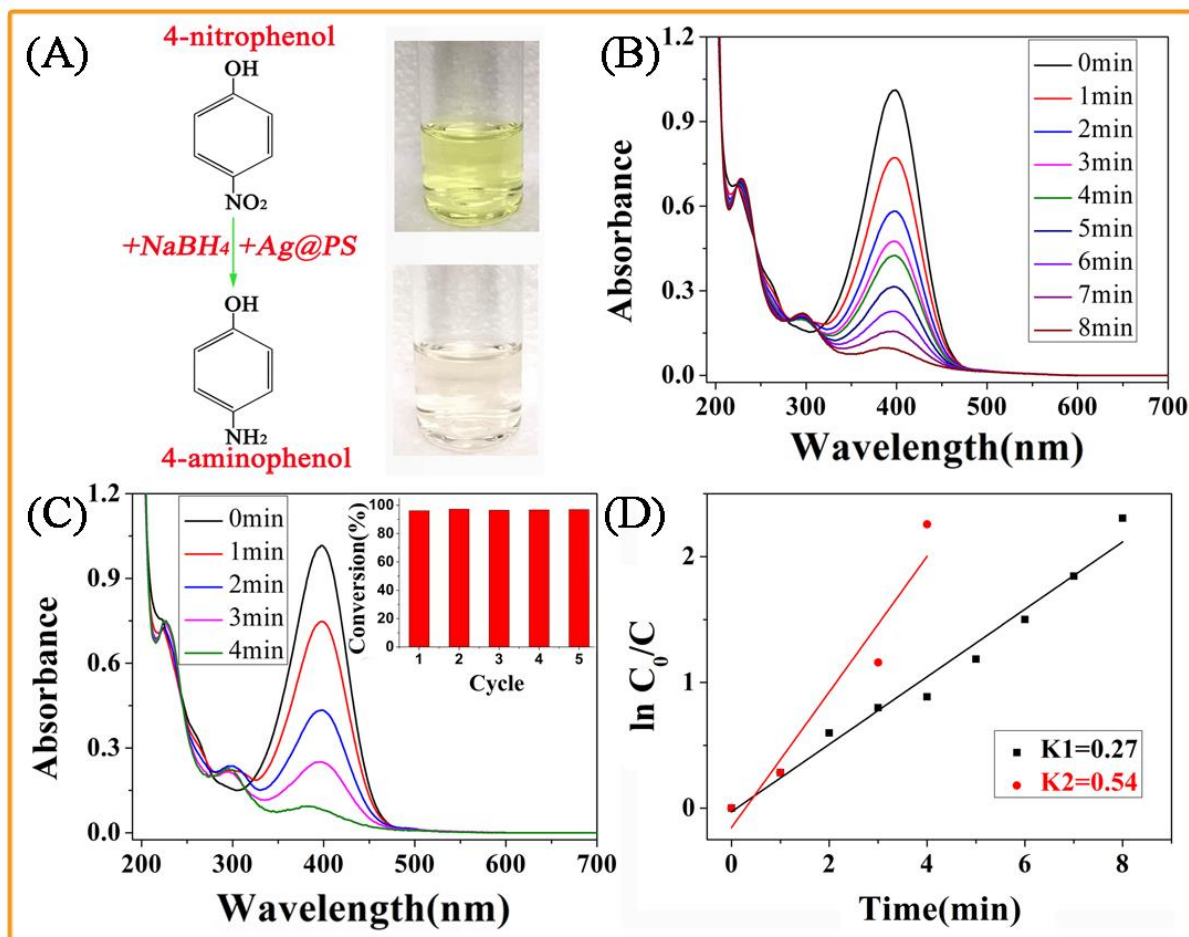 (A)
4-nitrophenol
OH
NO₂
+NaBH₄ +Ag@PS
OH
NH₂
4-aminophenol
(B)
Absorbance
1.2
0.9
0.6
0.3
0.0
0min
1min
2min
3min
4min
5min
6min
7min
8min
200 300 400 500 600 700
Wavelength(nm)
(C)
Absorbance
1.2
0.9
0.6
0.3
0.0
0min
1min
2min
3min
4min
Conversion(%)
100
80
60
40
20
0
1 2 3 4 5
Cycle
200 300 400 500 600 700
Wavelength(nm)
(D)
ln C₀/C
2
1
0
K1=0.27
K2=0.54
0 2 4 6 8
Time(min)